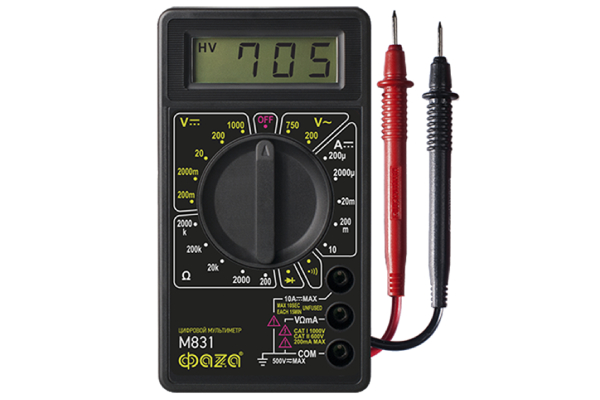 HV 705
V⎓ 1000 OFF 750 V~
200 200
A⎓
20 200µ
2000m 2000µ
200m 20m
2000k 200m
200k 10
20k
Ω 2000 200
10A⎓MAX
MAX 10SEC UNFUSED
EACH 15MIN
VΩmA
CAT I 1000V
CAT II 600V
200mA MAX
ЦИФРОВОЙ МУЛЬТИМЕТР
M831
COM
фаza
500V⎓MAX